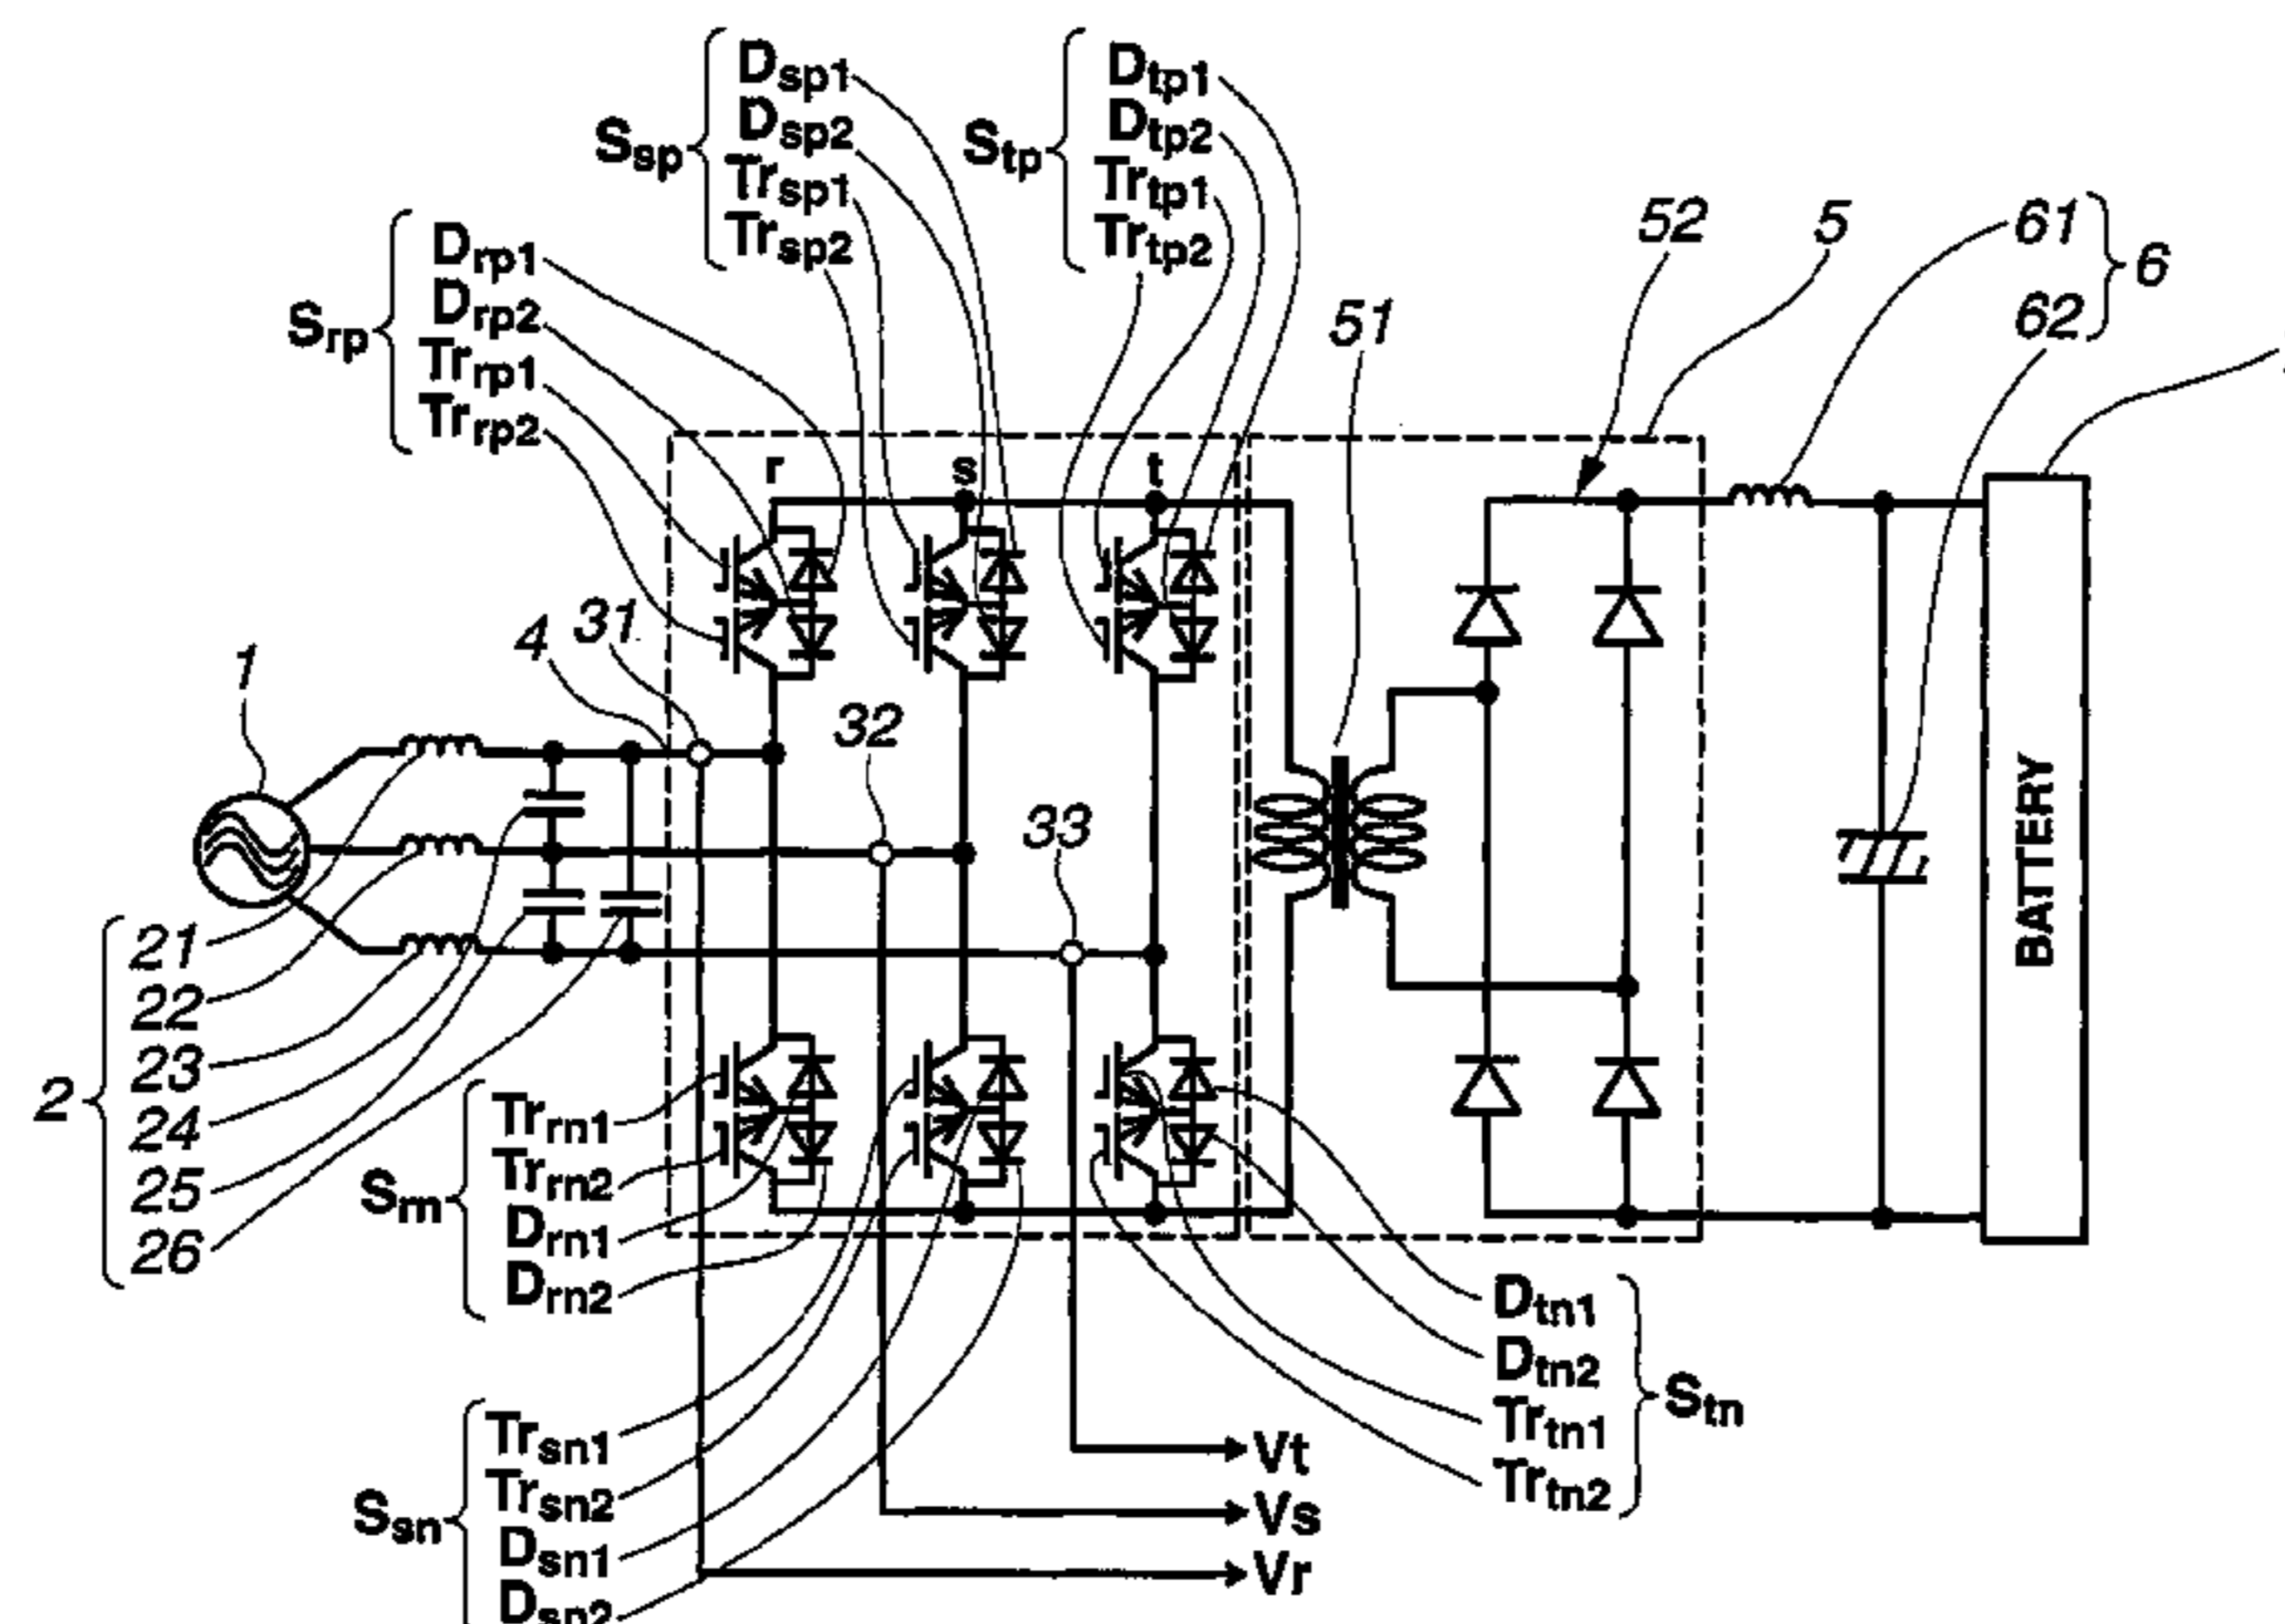 Dsp1
Dsp2
Trsp1
Trsp2
Ssp
Dtp1
Dtp2
Trtp1
Trtp2
Stp
Drp1
Drp2
Trrp1
Trrp2
Srp
52
5
61
62
6
51
r
s
t
4
31
1
32
33
21
22
23
24
25
26
2
BATTERY
Trrn1
Trrn2
Drn1
Drn2
Srn
Dtn1
Dtn2
Trtn1
Trtn2
Stn
Trsn1
Trsn2
Dsn1
Dsn2
Ssn
Vt
Vs
Vr